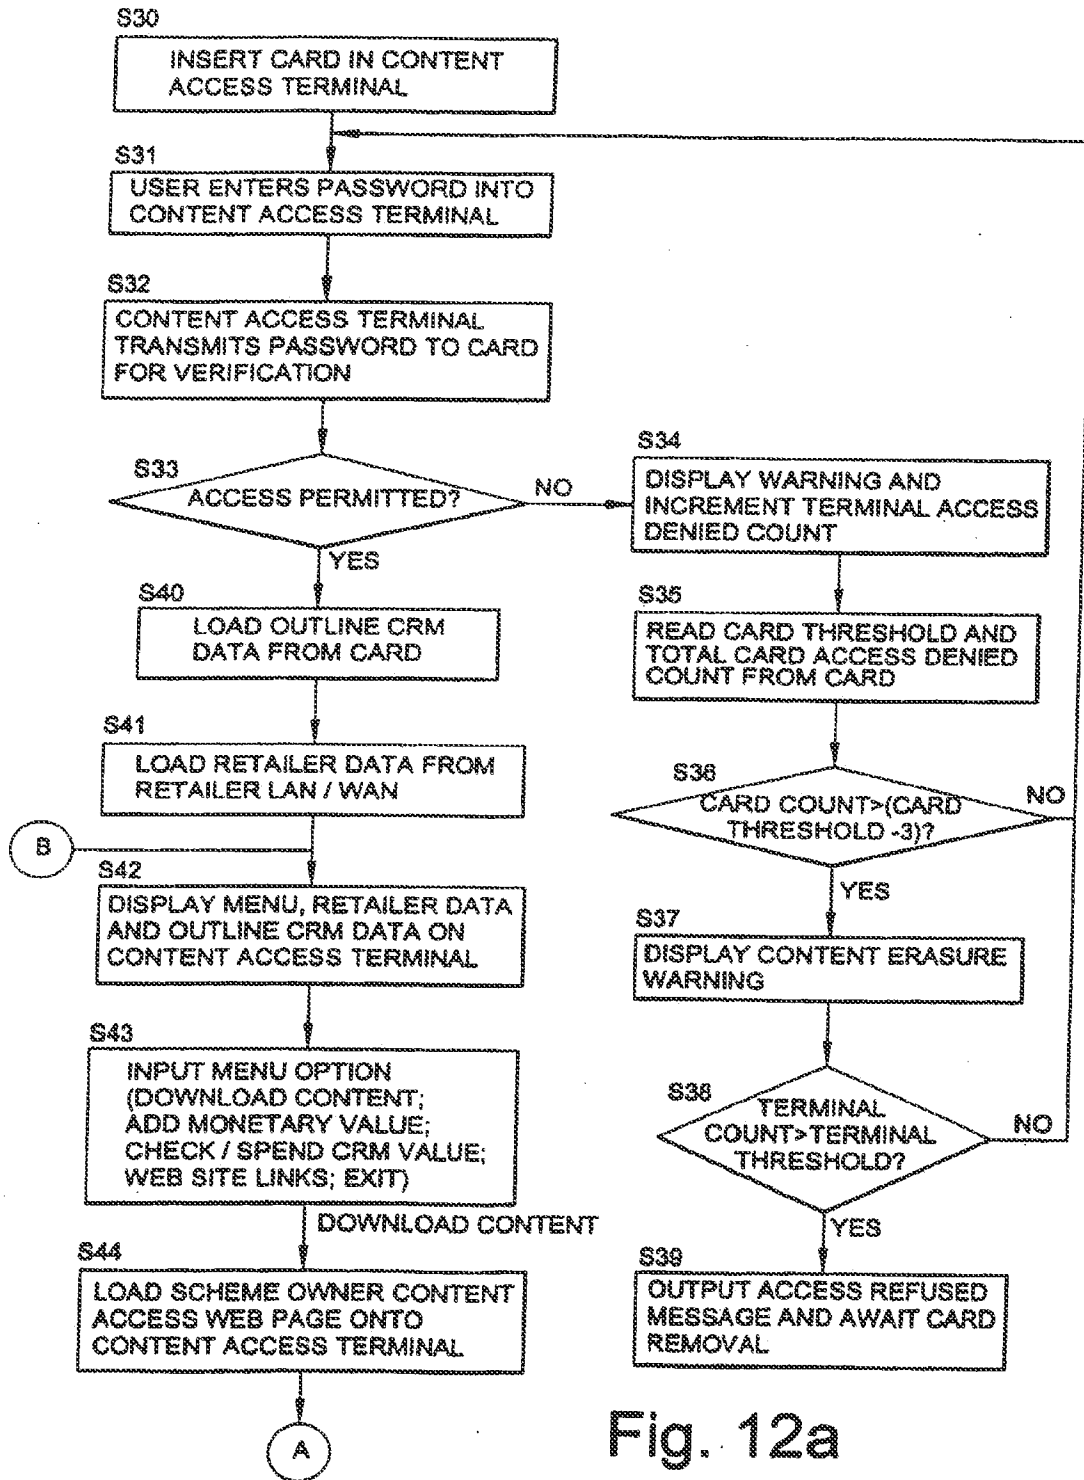 S30
INSERT CARD IN CONTENT
ACCESS TERMINAL
S31
USER ENTERS PASSWORD INTO
CONTENT ACCESS TERMINAL
S32
CONTENT ACCESS TERMINAL
TRANSMITS PASSWORD TO CARD
FOR VERIFICATION
S33
ACCESS PERMITTED?
NO
YES
S34
DISPLAY WARNING AND
INCREMENT TERMINAL ACCESS
DENIED COUNT
S35
READ CARD THRESHOLD AND
TOTAL CARD ACCESS DENIED
COUNT FROM CARD
S36
CARD COUNT>(CARD
THRESHOLD -3)?
NO
YES
S37
DISPLAY CONTENT ERASURE
WARNING
S38
TERMINAL
COUNT>TERMINAL
THRESHOLD?
NO
YES
S39
OUTPUT ACCESS REFUSED
MESSAGE AND AWAIT CARD
REMOVAL
S40
LOAD OUTLINE CRM
DATA FROM CARD
S41
LOAD RETAILER DATA FROM
RETAILER LAN / WAN
B
S42
DISPLAY MENU, RETAILER DATA
AND OUTLINE CRM DATA ON
CONTENT ACCESS TERMINAL
S43
INPUT MENU OPTION
(DOWNLOAD CONTENT;
ADD MONETARY VALUE;
CHECK / SPEND CRM VALUE;
WEB SITE LINKS; EXIT)
DOWNLOAD CONTENT
S44
LOAD SCHEME OWNER CONTENT
ACCESS WEB PAGE ONTO
CONTENT ACCESS TERMINAL
A
Fig. 12a